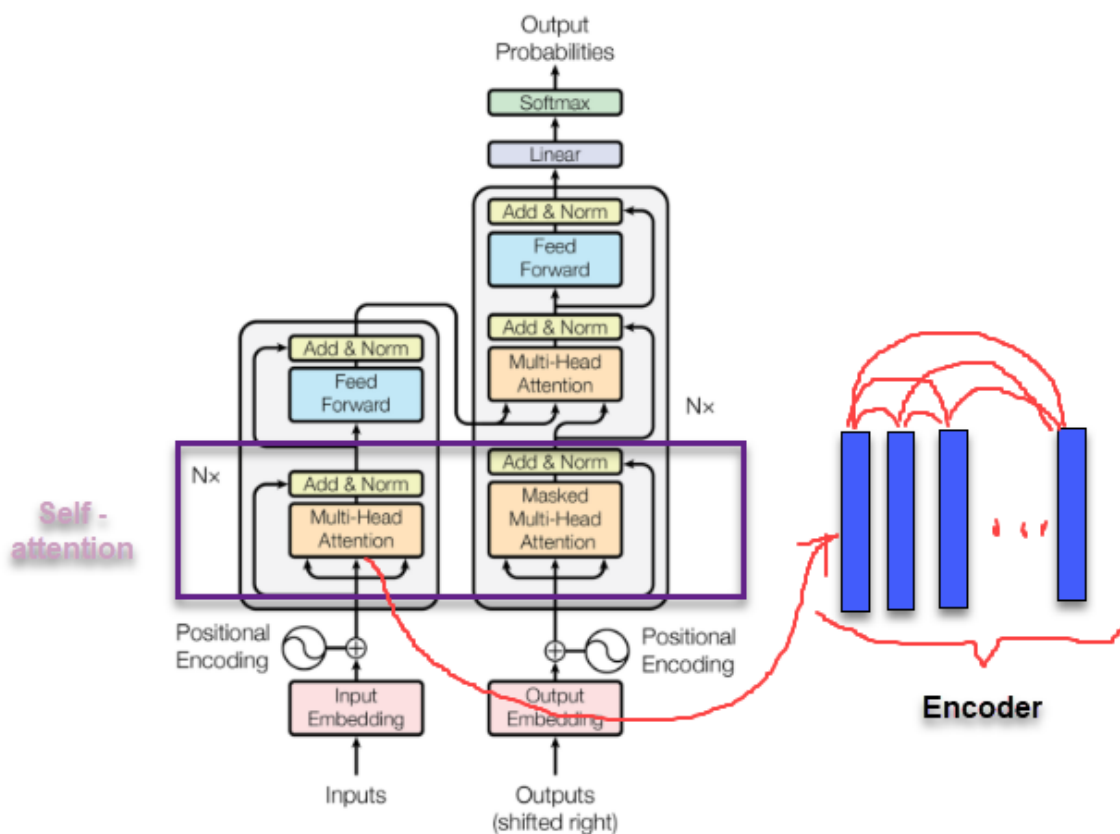 Output
Probabilities
Softmax
Linear
Add & Norm
Feed
Forward
Add & Norm
Multi-Head
Attention
Nx
Add & Norm
Masked
Multi-Head
Attention
Add & Norm
Feed
Forward
Nx
Add & Norm
Multi-Head
Attention
Self -
attention
Positional
Encoding
Positional
Encoding
Input
Embedding
Output
Embedding
Inputs
Outputs
(shifted right)
Encoder